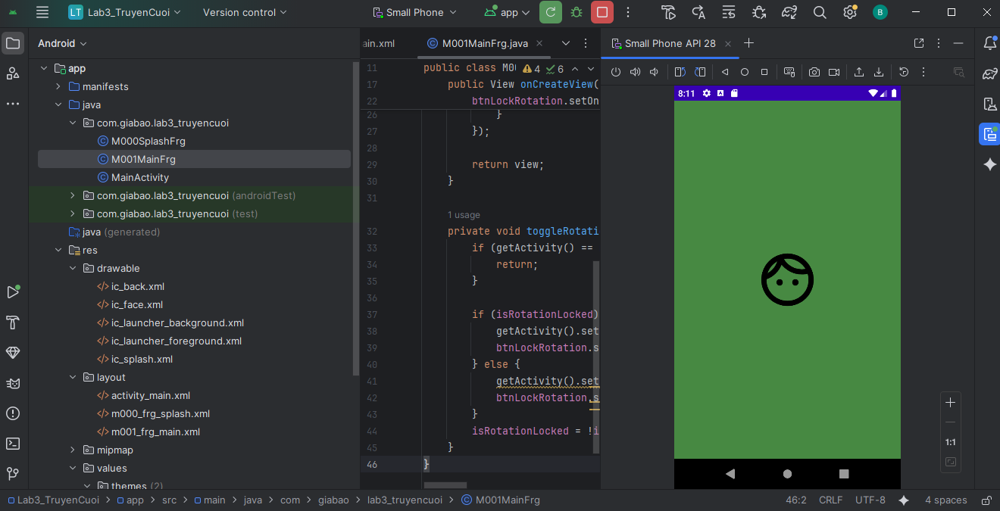 LT Lab3_TruyenCuoi Version control Small Phone app B
Android
app
manifests
java
com.giabao.lab3_truyencuoi
M000SplashFrg
M001MainFrg
MainActivity
com.giabao.lab3_truyencuoi (androidTest)
com.giabao.lab3_truyencuoi (test)
java (generated)
res
drawable
ic_back.xml
ic_face.xml
ic_launcher_background.xml
ic_launcher_foreground.xml
ic_splash.xml
layout
activity_main.xml
m000_frg_splash.xml
m001_frg_main.xml
mipmap
values
themes (2)
ain.xml M001MainFrg.java
11 public class M0 4 6
17 public View onCreateView(
22 btnLockRotation.setOn
26 }
27 });
28
29 return view;
30 }
31
1 usage
32 private void toggleRotati
33 if (getActivity() ==
34 return;
35 }
36
37 if (isRotationLocked)
38 getActivity().set
39 btnLockRotation.s
40 } else {
41 getActivity().set
42 btnLockRotation.s
43 }
44 isRotationLocked = !i
45 }
46 }
Small Phone API 28
8:11
1:1
Lab3_TruyenCuoi > app > src > main > java > com > giabao > lab3_truyencuoi > M001MainFrg 46:2 CRLF UTF-8 4 spaces